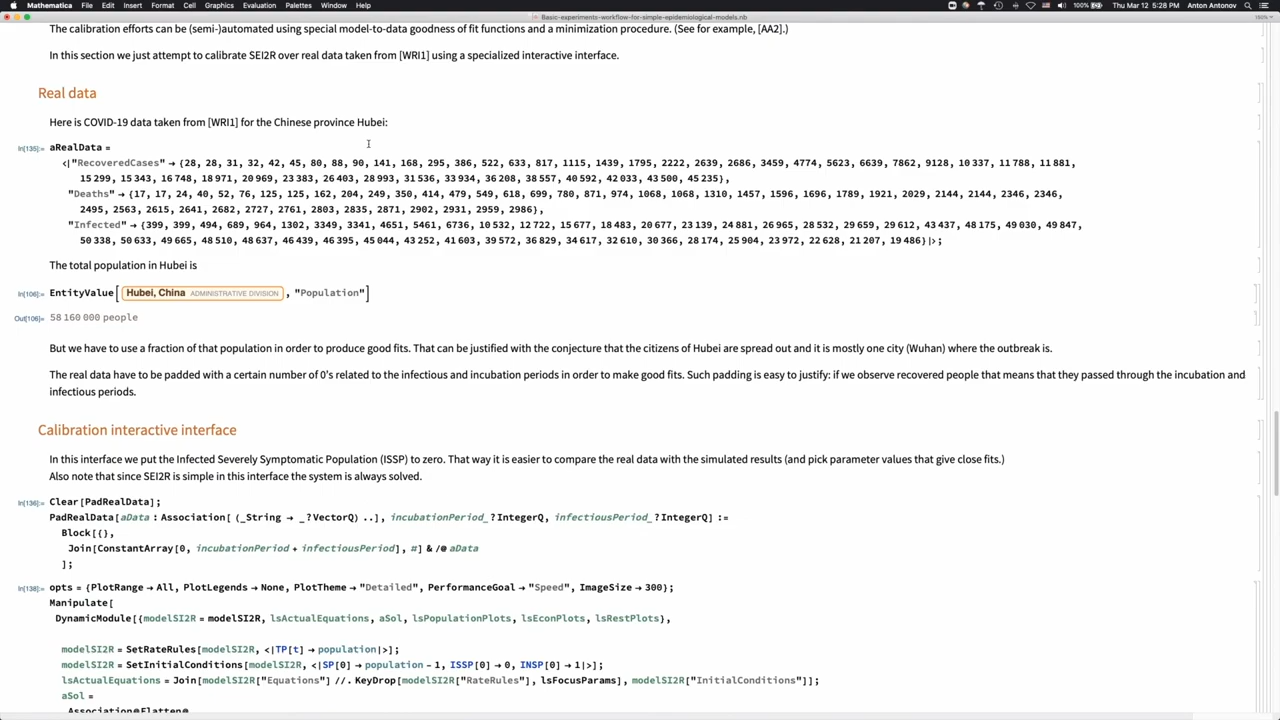 Mathematica File Edit Insert Format Cell Graphics Evaluation Palettes Window Help 100% Thu Mar 12 5:28 PM Anton Antonov
Basic-experiments-workflow-for-simple-epidemiological-models.nb
The calibration efforts can be (semi-)automated using special model-to-data goodness of fit functions and a minimization procedure. (See for example, [AA2].)
In this section we just attempt to calibrate SEI2R over real data taken from [WRI1] using a specialized interactive interface.
Real data
Here is COVID-19 data taken from [WRI1] for the Chinese province Hubei:
In[135]:= aRealData =
<|"RecoveredCases" → {28, 28, 31, 32, 42, 45, 80, 88, 90, 141, 168, 295, 386, 522, 633, 817, 1115, 1439, 1795, 2222, 2639, 2686, 3459, 4774, 5623, 6639, 7862, 9128, 10 337, 11 788, 11 881,
15 299, 15 343, 16 748, 18 971, 20 969, 23 383, 26 403, 28 993, 31 536, 33 934, 36 208, 38 557, 40 592, 42 033, 43 500, 45 235},
"Deaths" → {17, 17, 24, 40, 52, 76, 125, 125, 162, 204, 249, 350, 414, 479, 549, 618, 699, 780, 871, 974, 1068, 1068, 1310, 1457, 1596, 1696, 1789, 1921, 2029, 2144, 2144, 2346, 2346,
2495, 2563, 2615, 2641, 2682, 2727, 2761, 2803, 2835, 2871, 2902, 2931, 2959, 2986},
"Infected" → {399, 399, 494, 689, 964, 1302, 3349, 3341, 4651, 5461, 6736, 10 532, 12 722, 15 677, 18 483, 20 677, 23 139, 24 881, 26 965, 28 532, 29 659, 29 612, 43 437, 48 175, 49 030, 49 847,
50 338, 50 633, 49 665, 48 510, 48 637, 46 439, 46 395, 45 044, 43 252, 41 603, 39 572, 36 829, 34 617, 32 610, 30 366, 28 174, 25 904, 23 972, 22 628, 21 207, 19 486}|>;
The total population in Hubei is
In[106]:= EntityValue[ Hubei, China ADMINISTRATIVE DIVISION , "Population"]
Out[106]= 58 160 000 people
But we have to use a fraction of that population in order to produce good fits. That can be justified with the conjecture that the citizens of Hubei are spread out and it is mostly one city (Wuhan) where the outbreak is.
The real data have to be padded with a certain number of 0's related to the infectious and incubation periods in order to make good fits. Such padding is easy to justify: if we observe recovered people that means that they passed through the incubation and
infectious periods.
Calibration interactive interface
In this interface we put the Infected Severely Symptomatic Population (ISSP) to zero. That way it is easier to compare the real data with the simulated results (and pick parameter values that give close fits.)
Also note that since SEI2R is simple in this interface the system is always solved.
In[136]:= Clear[PadRealData];
PadRealData[aData : Association[ (_String → _?VectorQ) ..], incubationPeriod_?IntegerQ, infectiousPeriod_?IntegerQ] :=
Block[{},
Join[ConstantArray[0, incubationPeriod + infectiousPeriod], #] & /@ aData
];
In[138]:= opts = {PlotRange → All, PlotLegends → None, PlotTheme → "Detailed", PerformanceGoal → "Speed", ImageSize → 300};
Manipulate[
DynamicModule[{modelSI2R = modelSI2R, lsActualEquations, aSol, lsPopulationPlots, lsEconPlots, lsRestPlots},
modelSI2R = SetRateRules[modelSI2R, <|TP[t] → population|>];
modelSI2R = SetInitialConditions[modelSI2R, <|SP[0] → population - 1, ISSP[0] → 0, INSP[0] → 1|>];
lsActualEquations = Join[modelSI2R["Equations"] //. KeyDrop[modelSI2R["RateRules"], lsFocusParams], modelSI2R["InitialConditions"]];
aSol =
Association@Flatten@